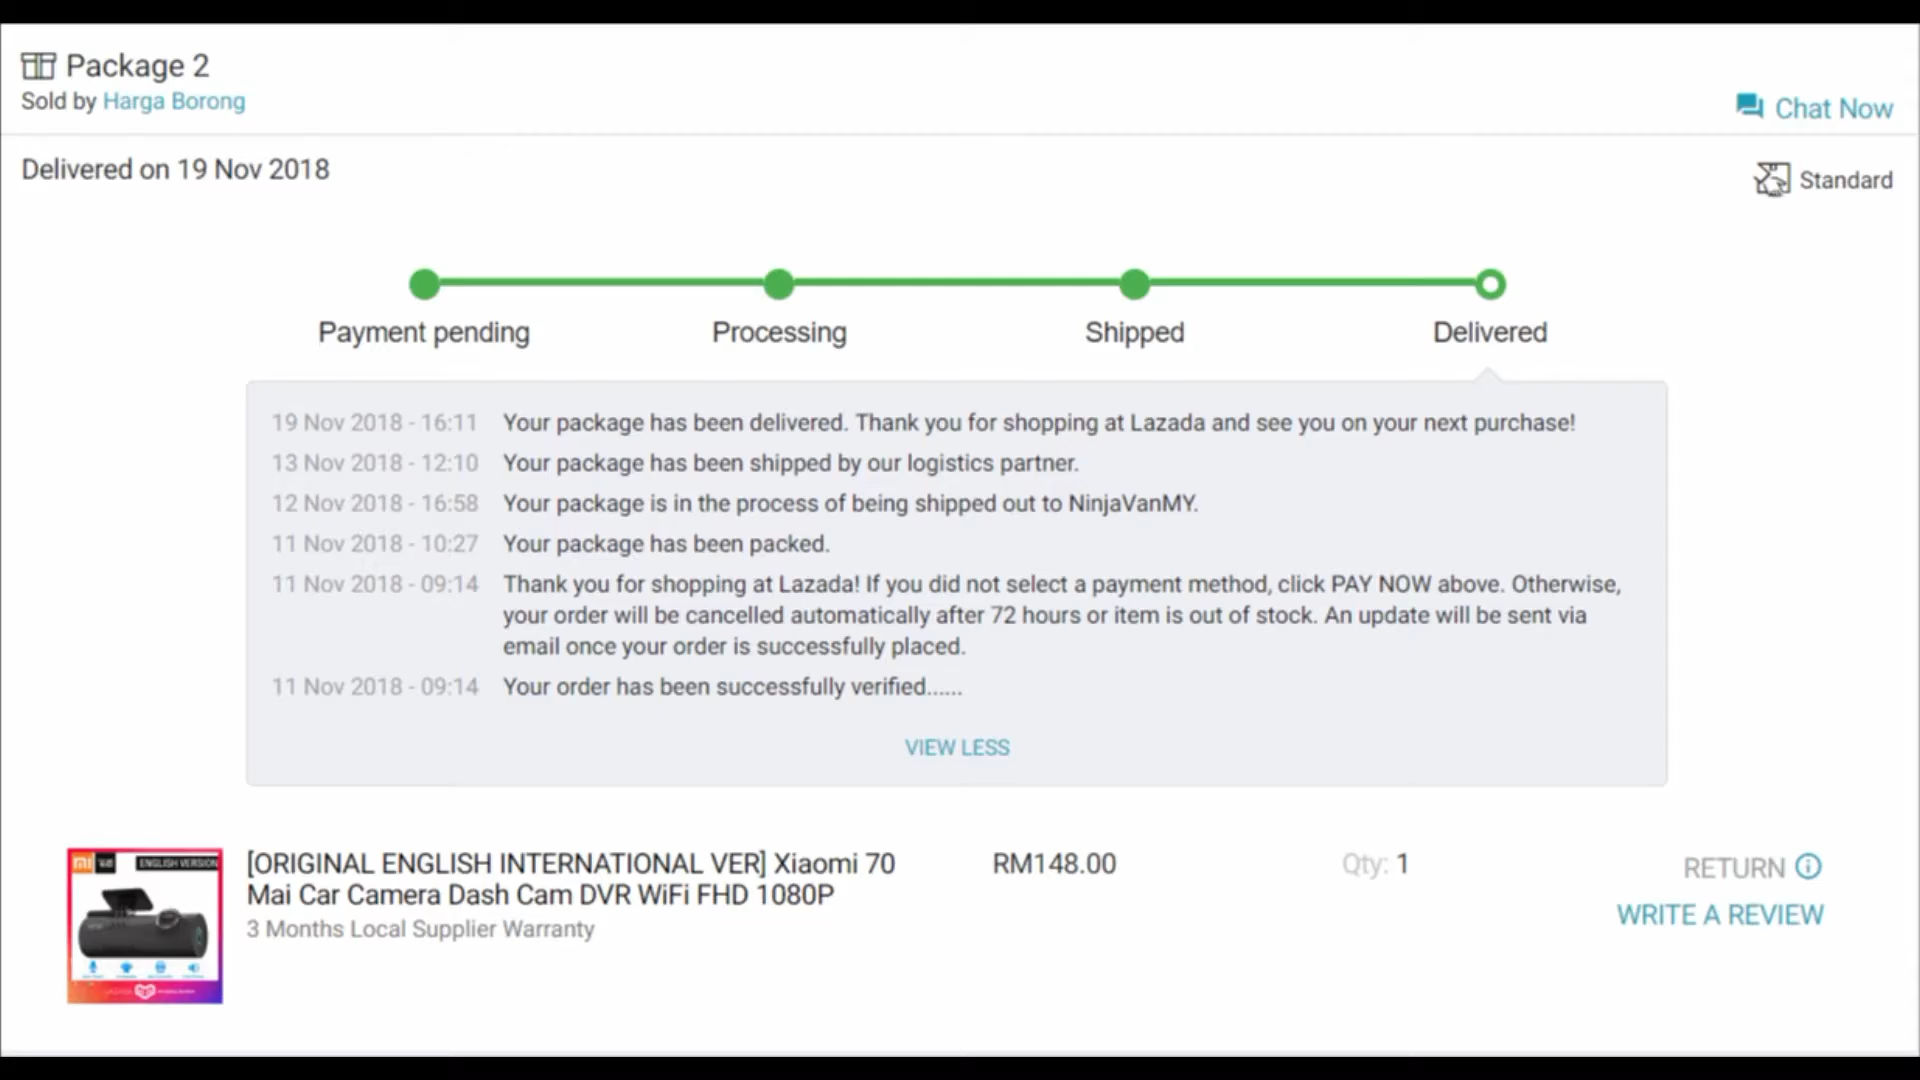 Package 2
Sold by Harga Borong
Chat Now
Delivered on 19 Nov 2018
Standard
Payment pending
Processing
Shipped
Delivered
19 Nov 2018 - 16:11 Your package has been delivered. Thank you for shopping at Lazada and see you on your next purchase!
13 Nov 2018 - 12:10 Your package has been shipped by our logistics partner.
12 Nov 2018 - 16:58 Your package is in the process of being shipped out to NinjaVanMY.
11 Nov 2018 - 10:27 Your package has been packed.
11 Nov 2018 - 09:14 Thank you for shopping at Lazada! If you did not select a payment method, click PAY NOW above. Otherwise,
your order will be cancelled automatically after 72 hours or item is out of stock. An update will be sent via
email once your order is successfully placed.
11 Nov 2018 - 09:14 Your order has been successfully verified......
VIEW LESS
mi
ENGLISH VERSION
[ORIGINAL ENGLISH INTERNATIONAL VER] Xiaomi 70
Mai Car Camera Dash Cam DVR WiFi FHD 1080P
3 Months Local Supplier Warranty
RM148.00
Qty: 1
RETURN
WRITE A REVIEW